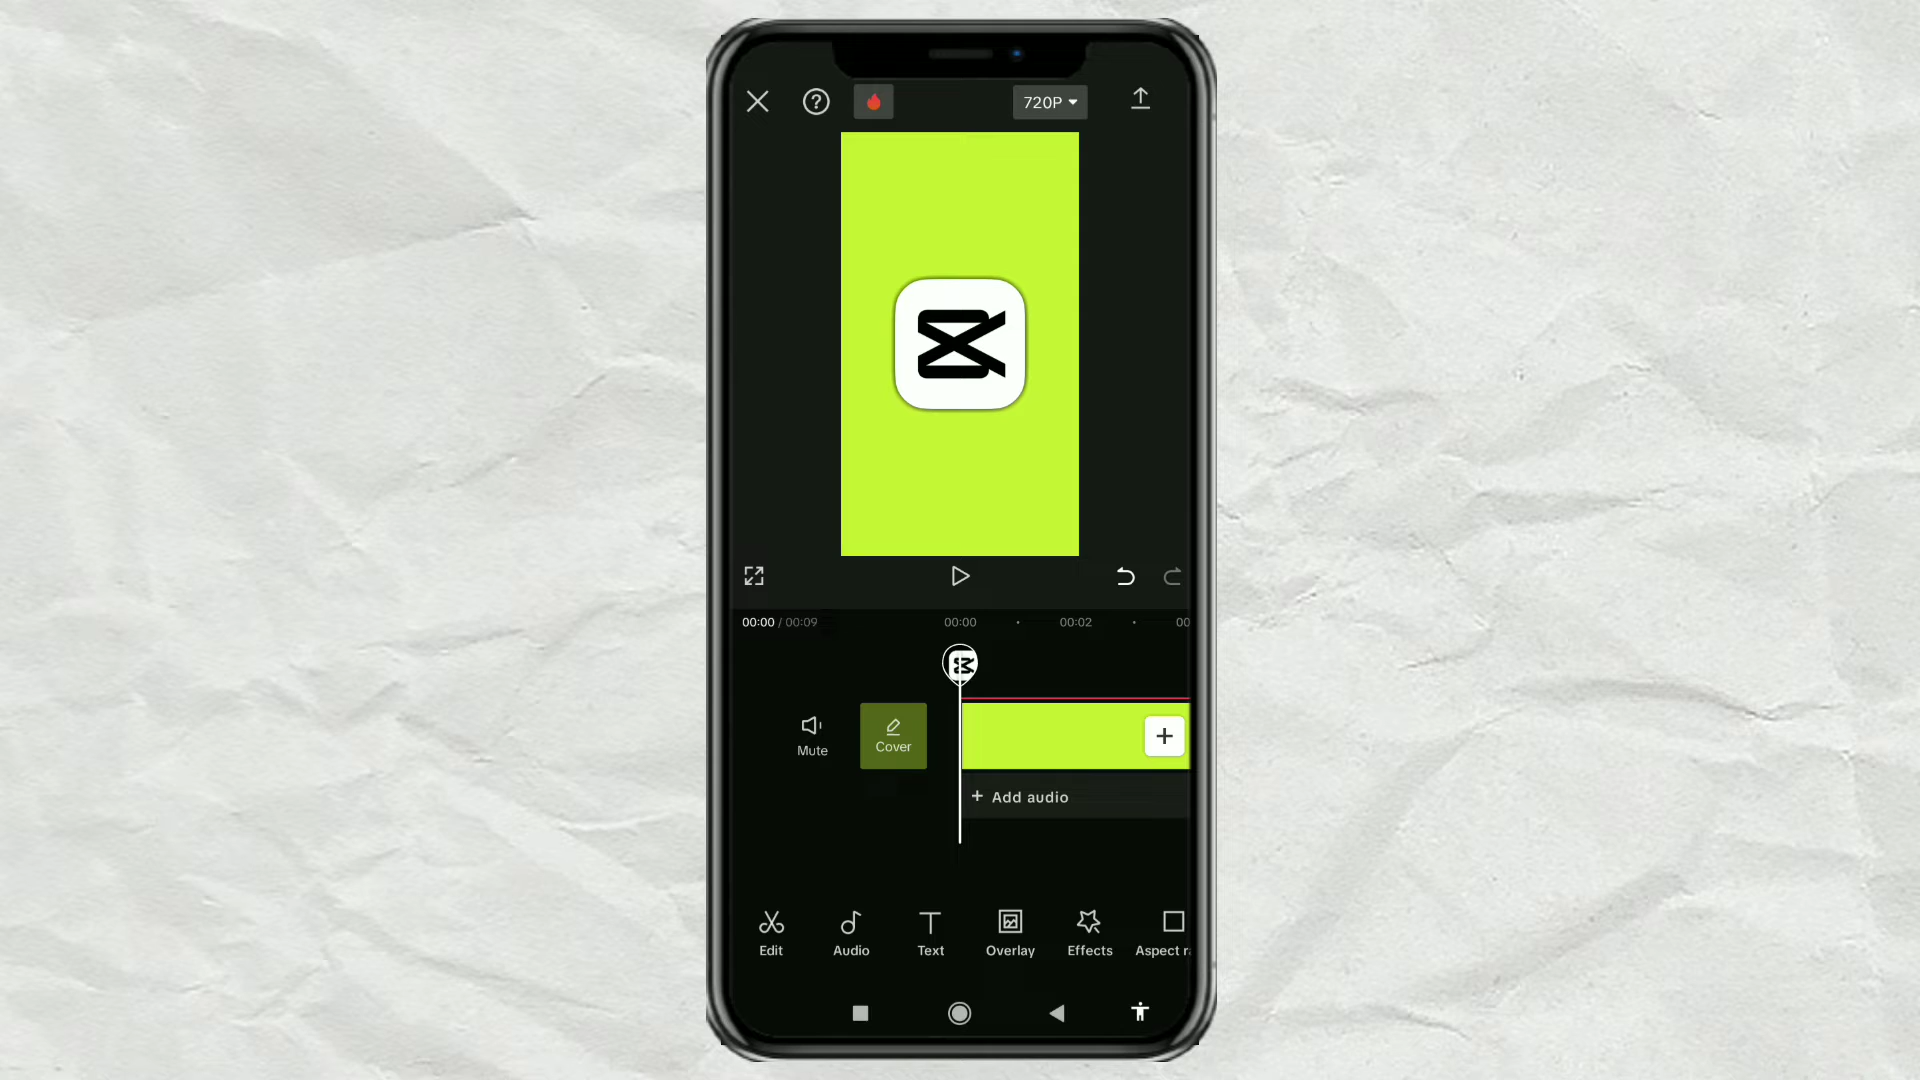 720P
00:00 / 00:09
00:00
00:02
00
Mute
Cover
+ Add audio
Edit
Audio
Text
Overlay
Effects
Aspect r